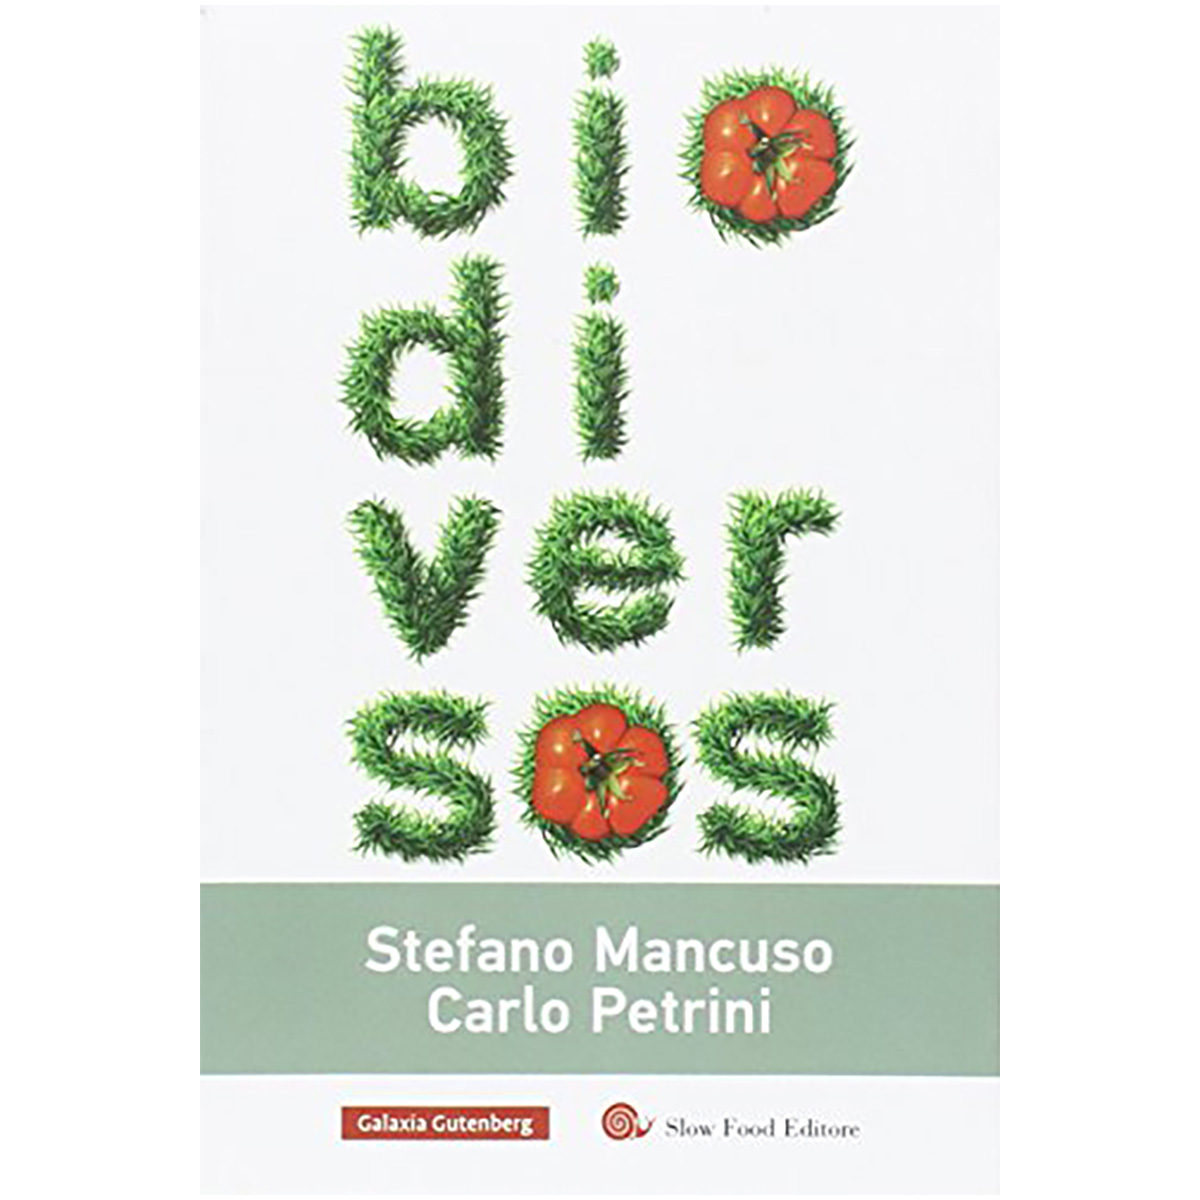 bio
di
ver
sos
Stefano Mancuso
Carlo Petrini
Galaxia Gutenberg
Slow Food Editore